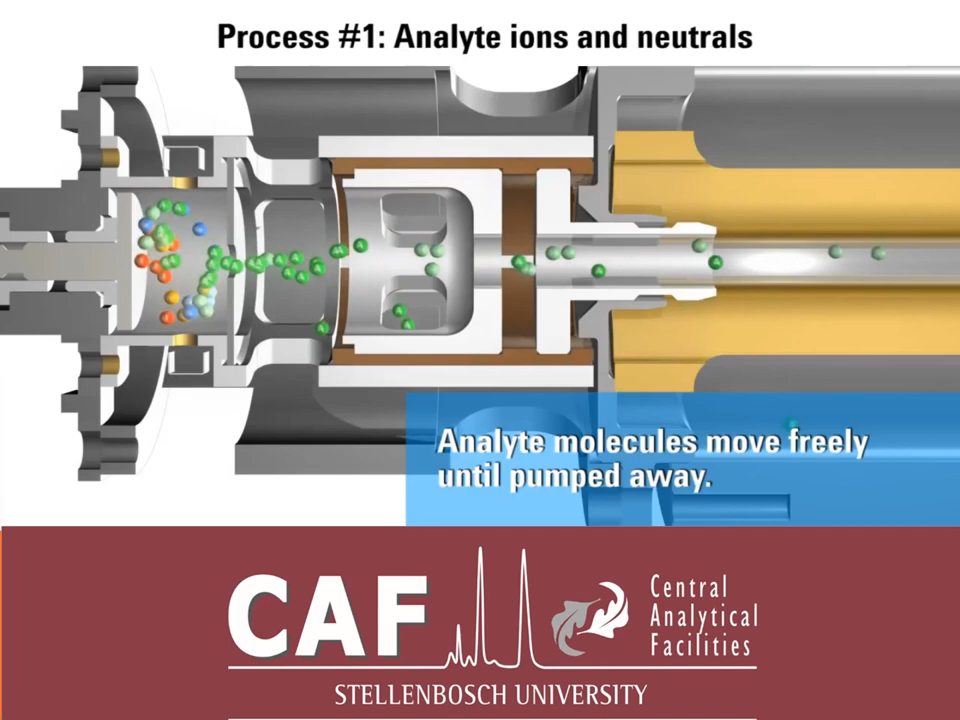 Process #1: Analyte ions and neutrals
Analyte molecules move freely
until pumped away.
CAF
Central
Analytical
Facilities
STELLENBOSCH UNIVERSITY